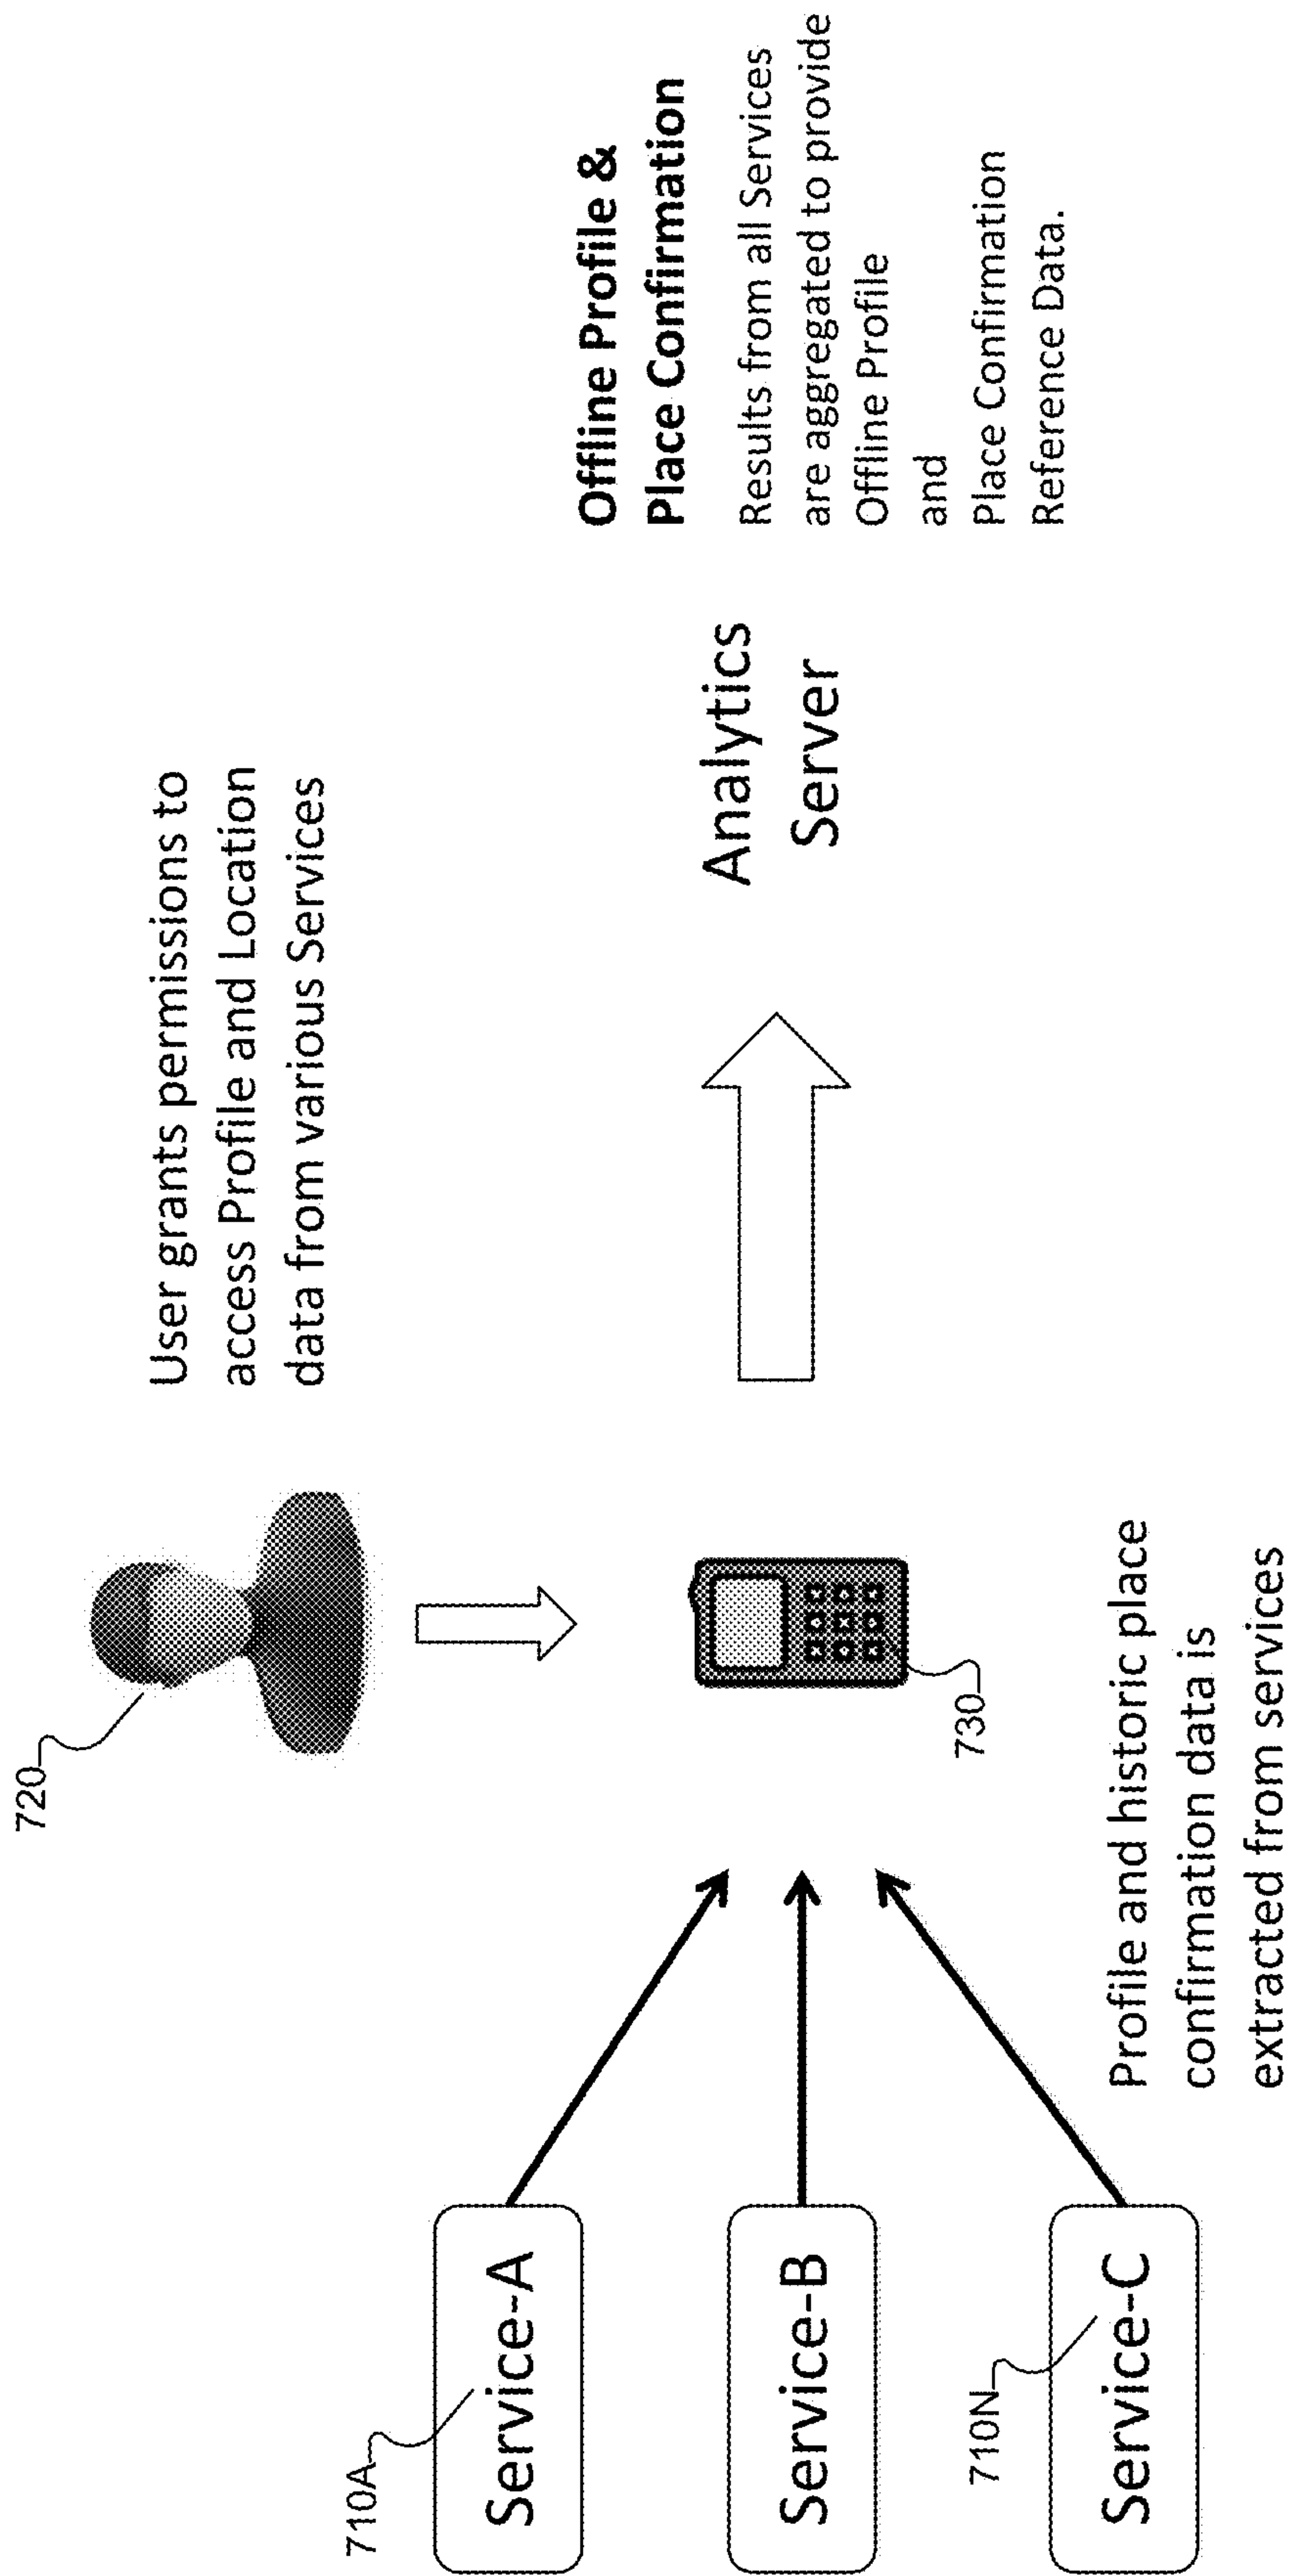 720
User grants permissions to
access Profile and Location
data from various Services
710A
Service-A
Service-B
710N
Service-C
730
Profile and historic place
confirmation data is
extracted from services
Analytics
Server
Offline Profile &
Place Confirmation
Results from all Services
are aggregated to provide
Offline Profile
and
Place Confirmation
Reference Data.